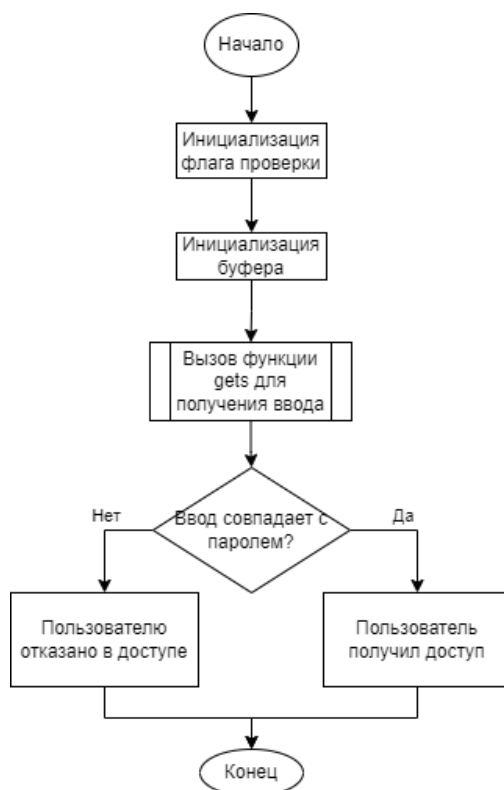 Начало
Инициализация
флага проверки
Инициализация
буфера
Вызов функции
gets для
получения ввода
Ввод совпадает с
паролем?
Нет
Да
Пользователю
отказано в доступе
Пользователь
получил доступ
Конец